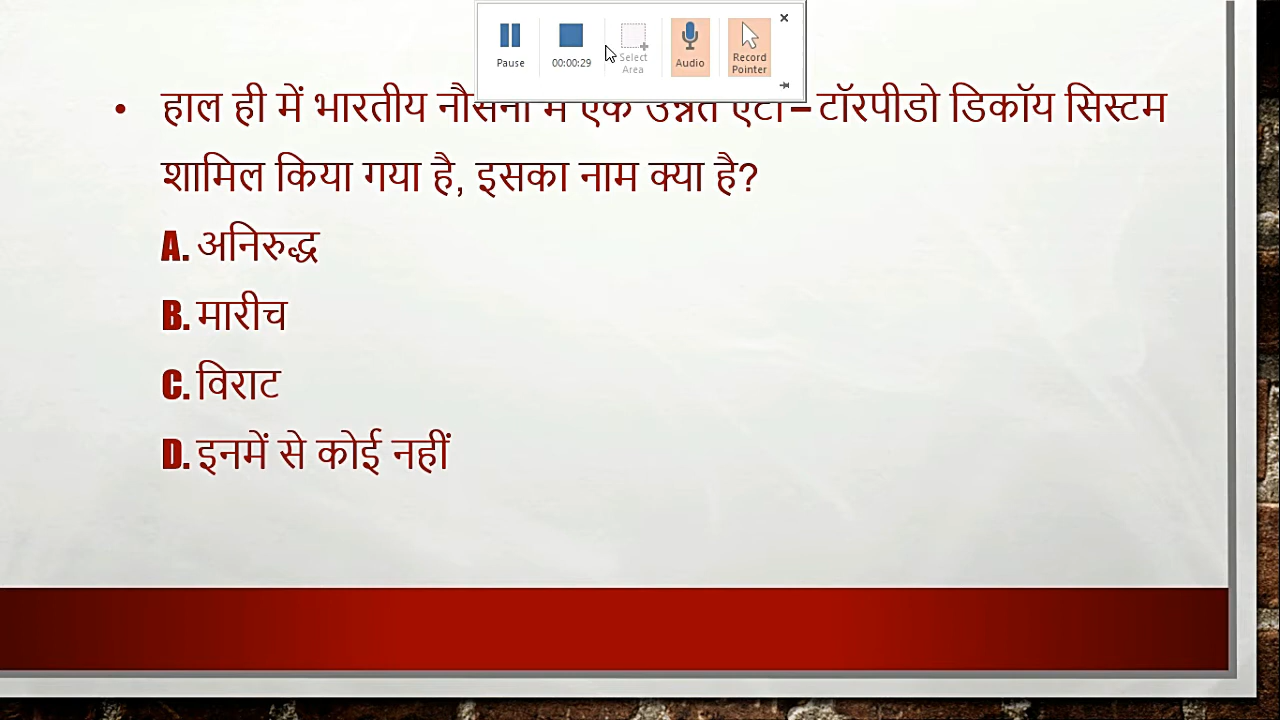 Pause
00:00:29
Select
Area
Audio
Record
Pointer
• हाल ही में भारतीय नौसेना में एक उन्नत एंटी – टॉरपीडो डिकॉय सिस्टम
शामिल किया गया है, इसका नाम क्या है?
A. अनिरुद्ध
B. मारीच
C. विराट
D. इनमें से कोई नहीं